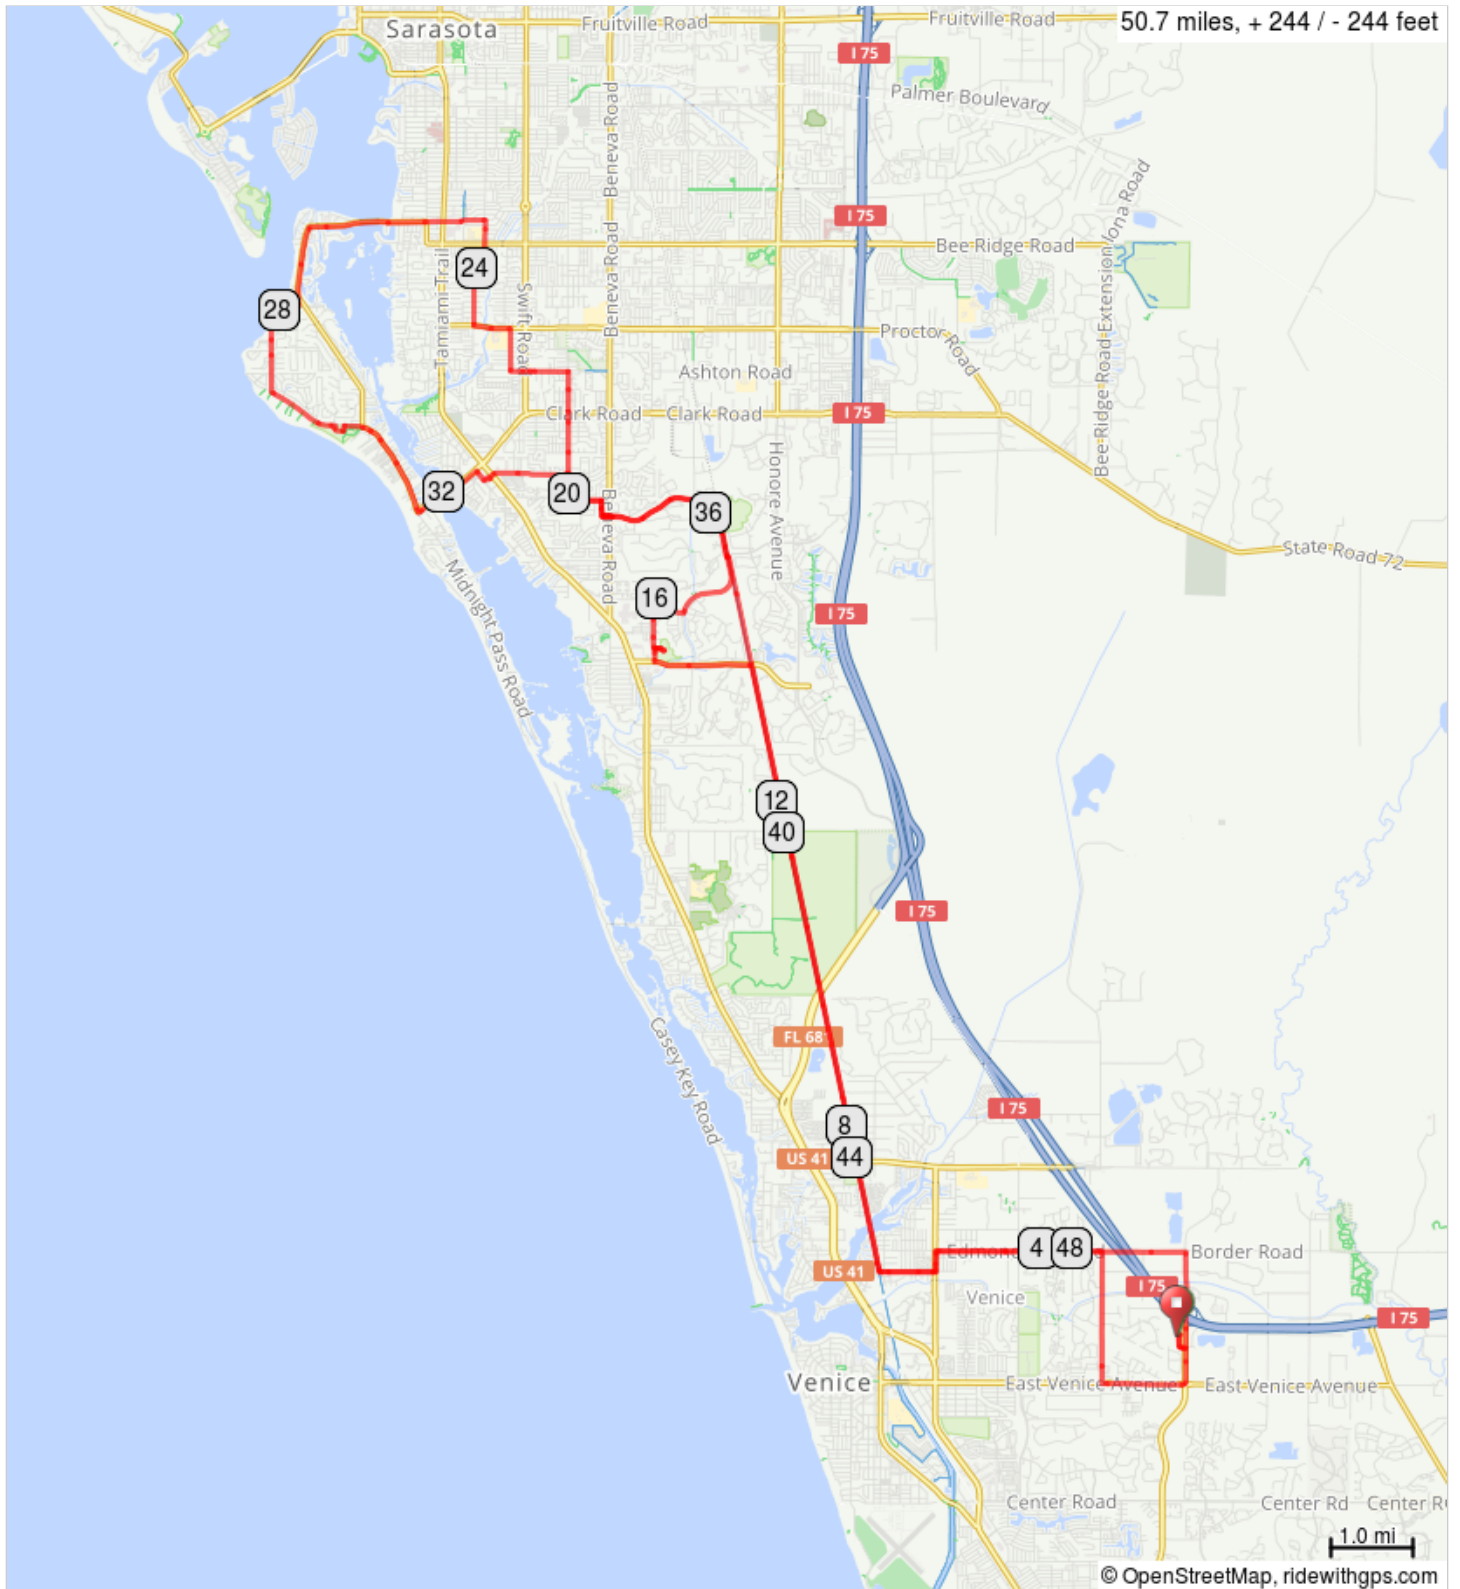 50.7 miles, + 244 / - 244 feet
Sarasota
Fruitville Road
Fruitville Road
I 75
Palmer Boulevard
Beneva Road
Iona Road
I 75
Bee Ridge Road
Beneva Road
Tamiami Trail
24
Swift Road
28
Proctor Road
Bee Ridge Road Extension
Ashton Road
Clark Road
Clark Road
I 75
Honore Avenue
32
20
36
Beneva Road
State Road 72
Midnight Pass Road
16
I 75
12
40
I 75
Casey Key Road
FL 681
I 75
8
US 41
44
4
48
Border Road
US 41
I 75
Venice
I 75
Venice
East Venice Avenue
East Venice Avenue
Center Road
Center Rd
1.0 mi
© OpenStreetMap, ridewithgps.com